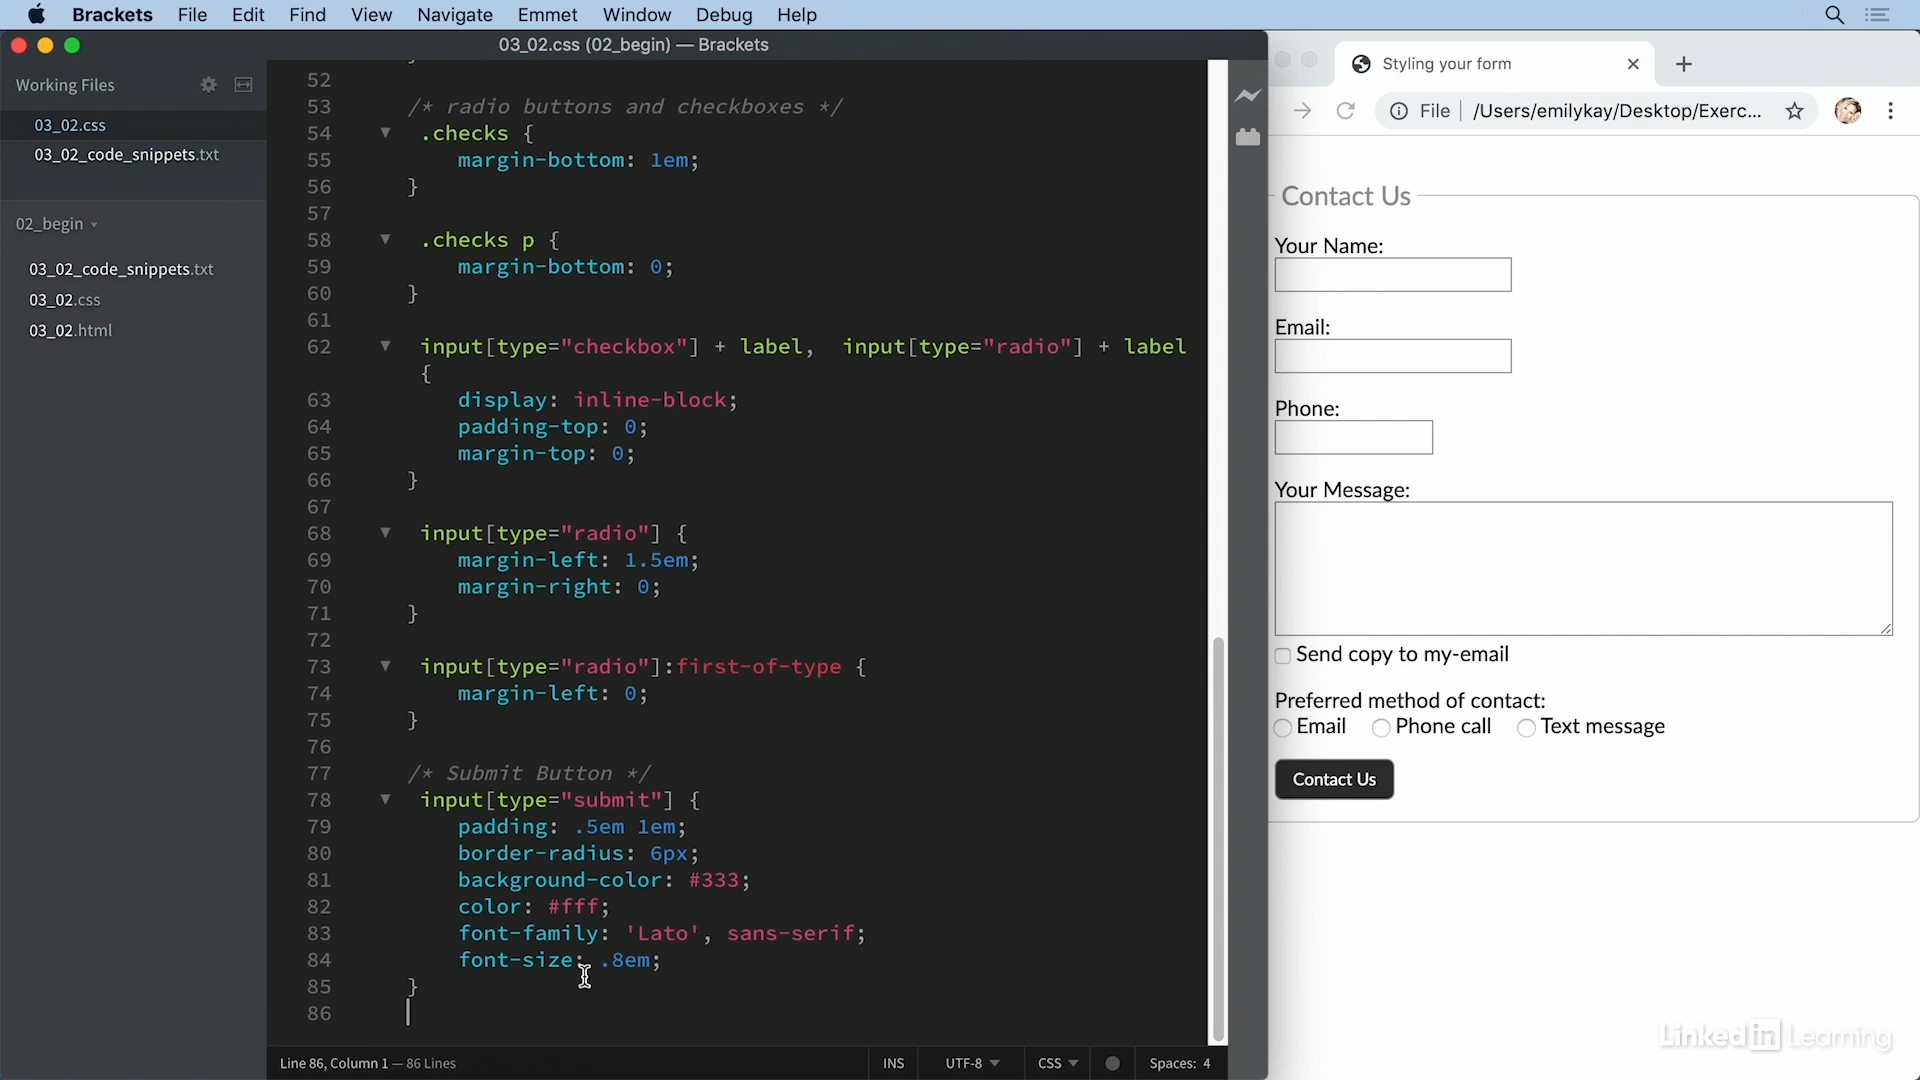 Brackets File Edit Find View Navigate Emmet Window Debug Help
03_02.css (02_begin) — Brackets
Working Files
03_02.css
03_02_code_snippets.txt
02_begin
03_02_code_snippets.txt
03_02.css
03_02.html
52
53 /* radio buttons and checkboxes */
54 .checks {
55 margin-bottom: 1em;
56 }
57
58 .checks p {
59 margin-bottom: 0;
60 }
61
62 input[type="checkbox"] + label, input[type="radio"] + label
{
63 display: inline-block;
64 padding-top: 0;
65 margin-top: 0;
66 }
67
68 input[type="radio"] {
69 margin-left: 1.5em;
70 margin-right: 0;
71 }
72
73 input[type="radio"]:first-of-type {
74 margin-left: 0;
75 }
76
77 /* Submit Button */
78 input[type="submit"] {
79 padding: .5em 1em;
80 border-radius: 6px;
81 background-color: #333;
82 color: #fff;
83 font-family: 'Lato', sans-serif;
84 font-size: .8em;
85 }
86
Line 86, Column 1 — 86 Lines
INS UTF-8 CSS Spaces: 4
Styling your form
File /Users/emilykay/Desktop/Exerc...
Contact Us
Your Name:
Email:
Phone:
Your Message:
Send copy to my-email
Preferred method of contact:
Email Phone call Text message
Contact Us
Linked in Learning